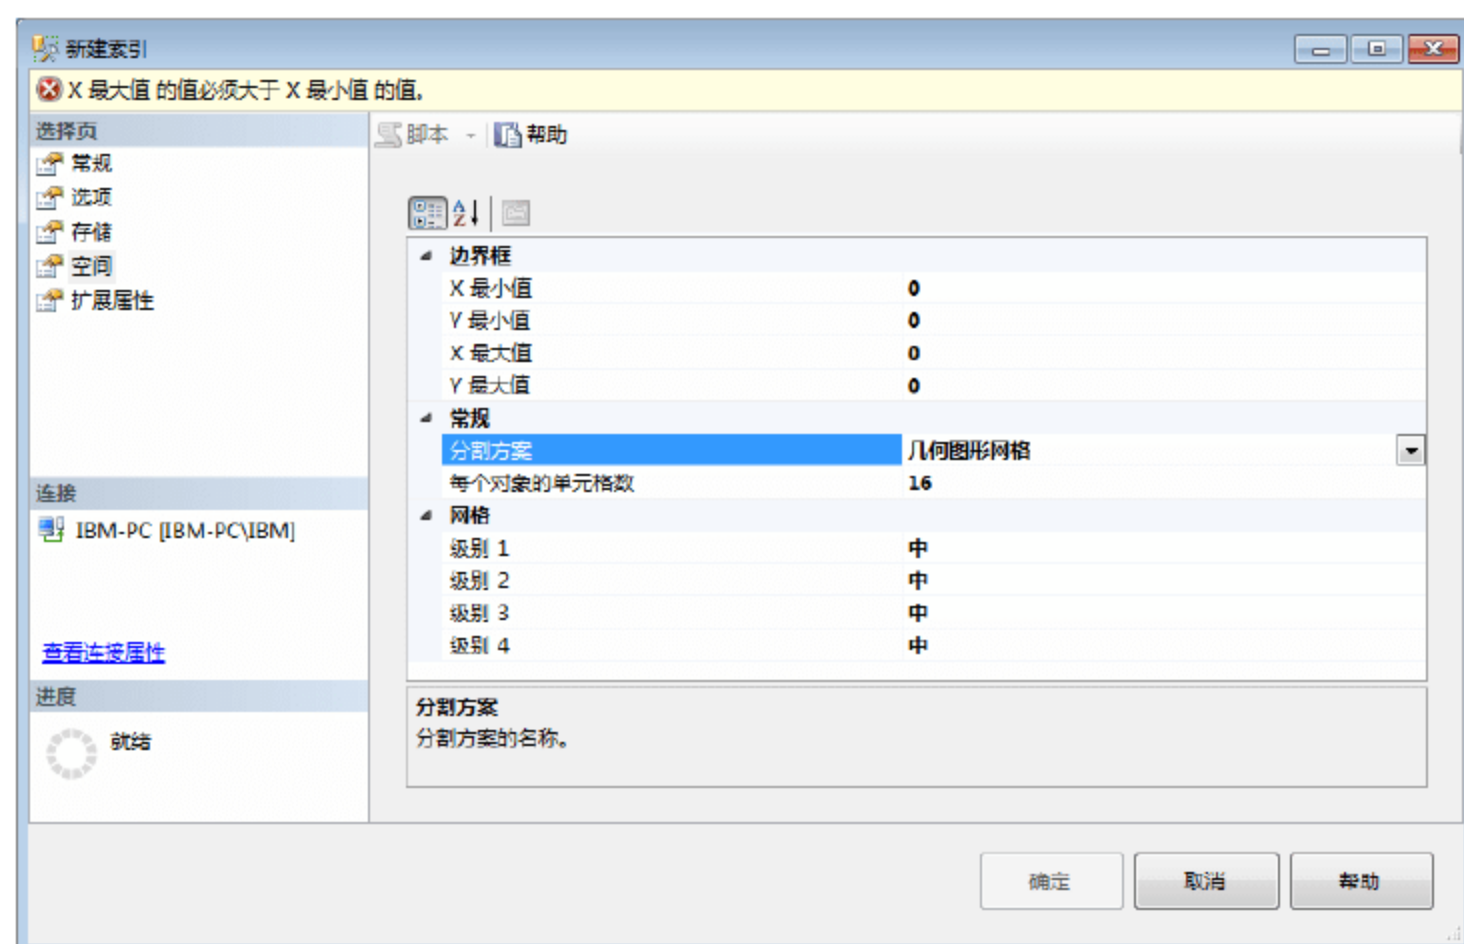 新建索引
X 最大值 的值必须大于 X 最小值 的值。
选择页
常规
选项
存储
空间
扩展属性
连接
IBM-PC [IBM-PC\IBM]
查看连接属性
进度
就绪
脚本 帮助
边界框
X 最小值 0
Y 最小值 0
X 最大值 0
Y 最大值 0
常规
分割方案 几何图形网格
每个对象的单元格数 16
网格
级别 1 中
级别 2 中
级别 3 中
级别 4 中
分割方案
分割方案的名称。
确定 取消 帮助